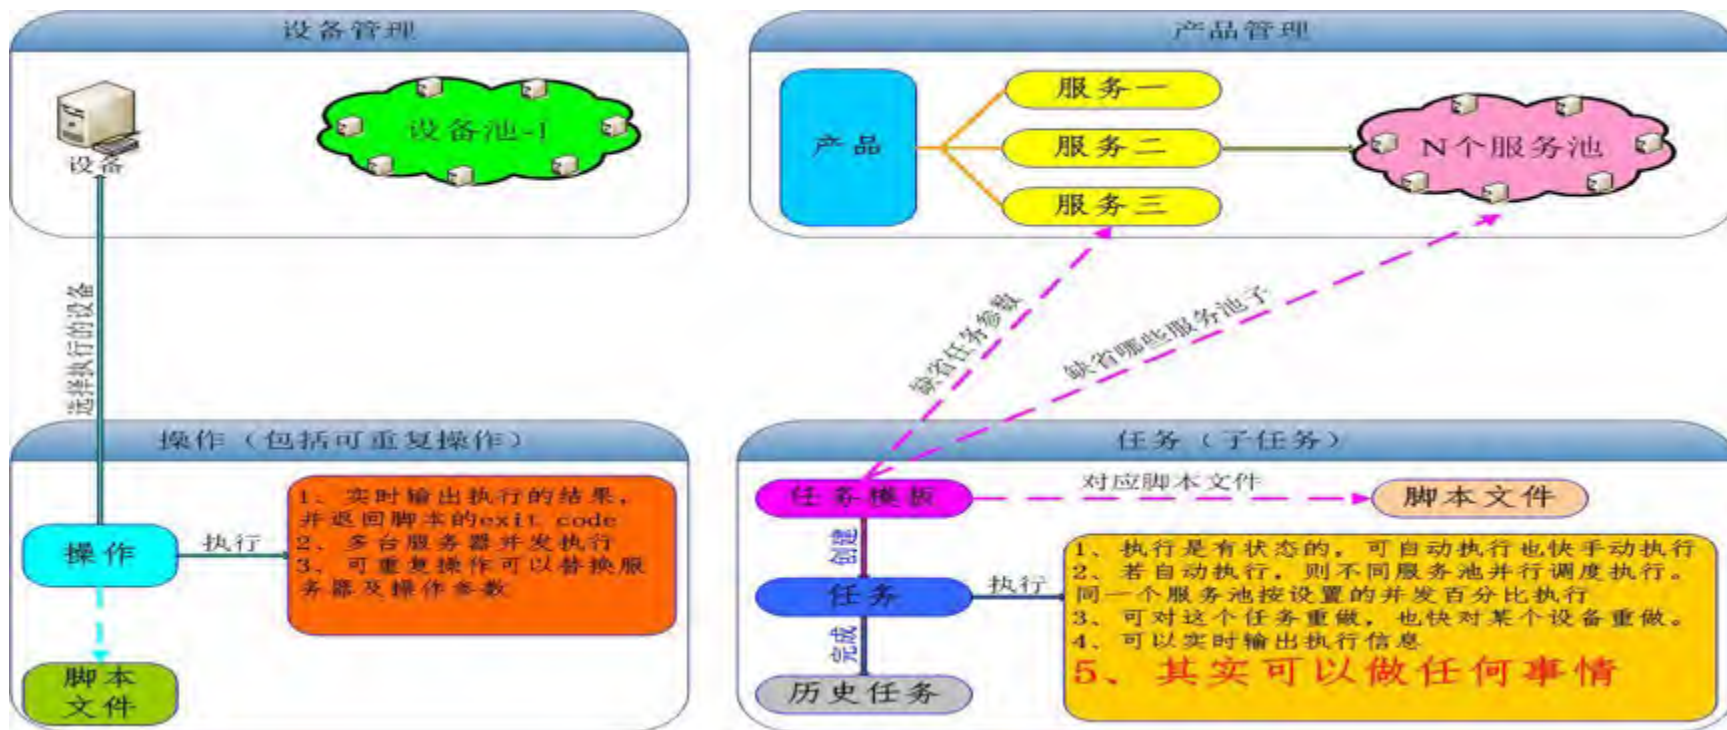 设备管理
设备
设备池-1
产品管理
产品
服务一
服务二
服务三
N个服务池
选择执行的设备
缺省任务参数
缺省哪些服务池子
操作（包括可重复操作）
操作
执行
1、实时输出执行的结果，
并返回脚本的exit code
2、多台服务器并发执行
3、可重复操作可以替换服
务器及操作参数
脚本
文件
任务（子任务）
任务模板
对应脚本文件
脚本文件
创建
任务
执行
1、执行是有状态的，可自动执行也快手动执行
2、若自动执行，则不同服务池并行调度执行。
同一个服务池按设置的并发百分比执行
3、可对这个任务重做，也快对某个设备重做。
4、可以实时输出执行信息
5、其实可以做任何事情
完成
历史任务